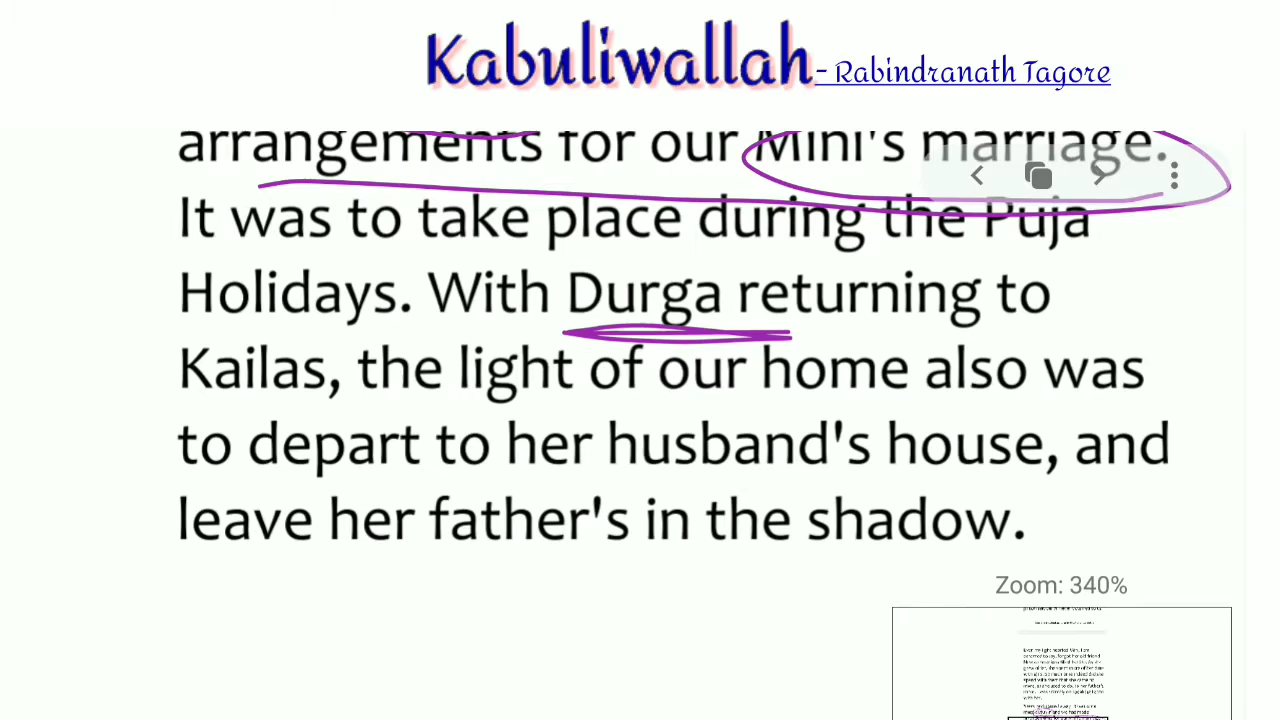 Kabuliwallah - Rabindranath Tagore
arrangements for our Mini's marriage.
It was to take place during the Puja
Holidays. With Durga returning to
Kailas, the light of our home also was
to depart to her husband's house, and
leave her father's in the shadow.
Zoom: 340%